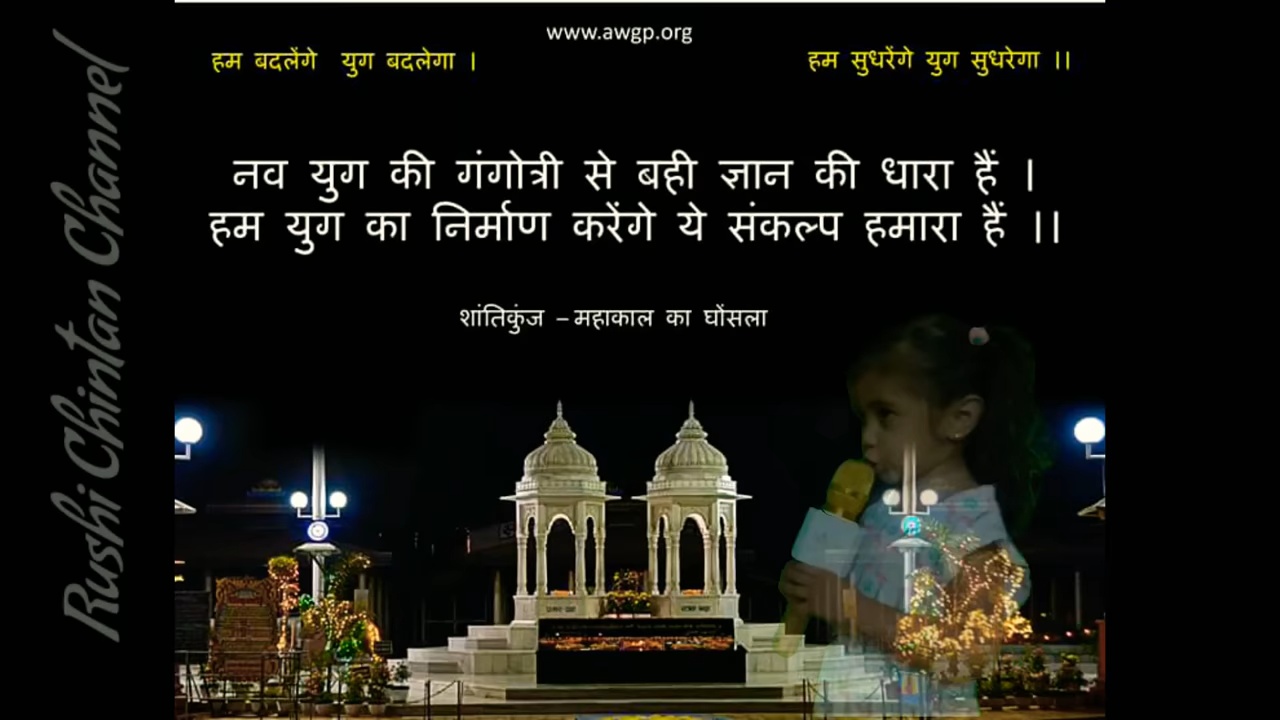 www.awgp.org
हम बदलेंगे युग बदलेगा ।
हम सुधरेंगे युग सुधरेगा ।।
नव युग की गंगोत्री से बही ज्ञान की धारा हैं ।
हम युग का निर्माण करेंगे ये संकल्प हमारा हैं ।।
शांतिकुंज – महाकाल का घोंसला
Rushi Chintan Channel